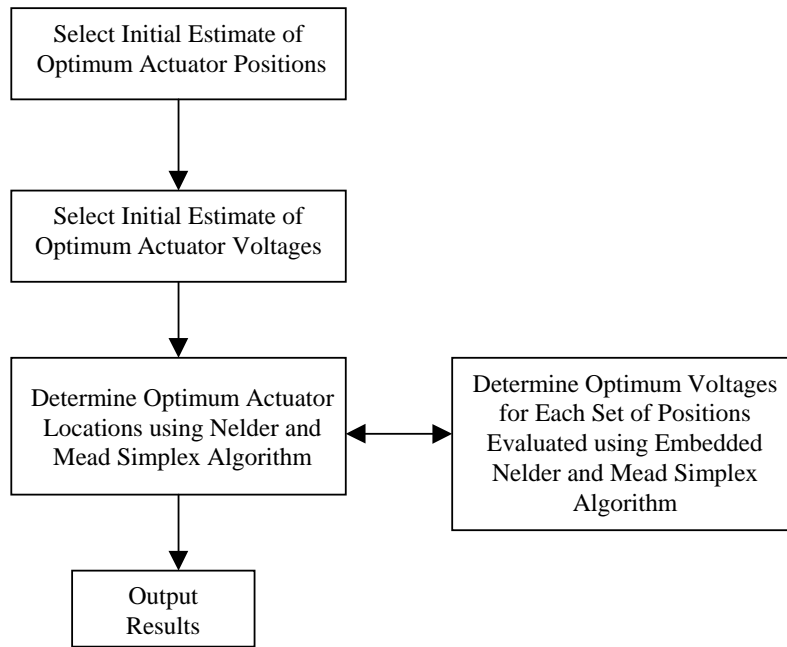 Select Initial Estimate of
Optimum Actuator Positions
Select Initial Estimate of
Optimum Actuator Voltages
Determine Optimum Actuator
Locations using Nelder and
Mead Simplex Algorithm
Determine Optimum Voltages
for Each Set of Positions
Evaluated using Embedded
Nelder and Mead Simplex
Algorithm
Output
Results